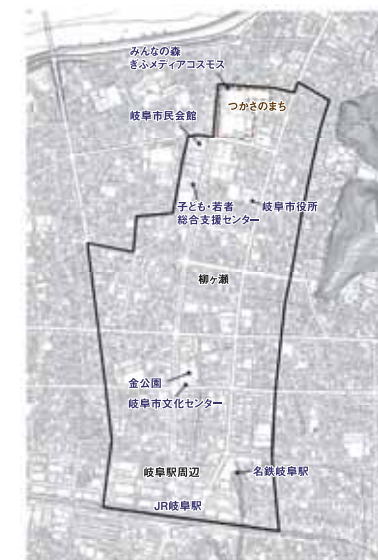 みんなの森
ぎふメディアコスモス
つかさのまち
岐阜市民会館
子ども・若者
総合支援センター
岐阜市役所
柳ヶ瀬
金公園
岐阜市文化センター
岐阜駅周辺
名鉄岐阜駅
JR岐阜駅